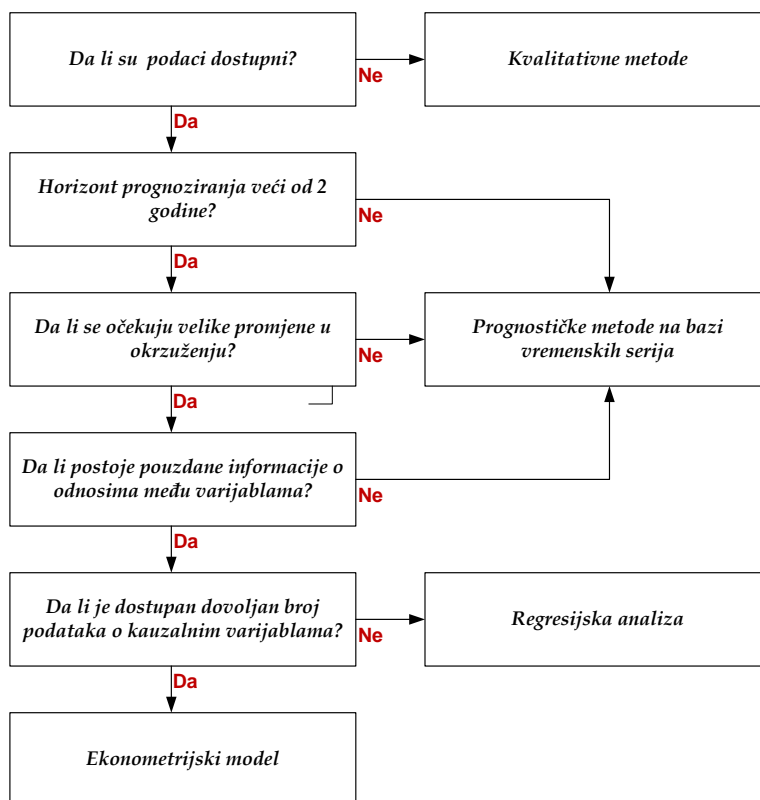 Da li su podaci dostupni?
Ne
Kvalitativne metode
Da
Horizont prognoziranja veći od 2
godine?
Ne
Da
Da li se očekuju velike promjene u
okrzuženju?
Ne
Prognostičke metode na bazi
vremenskih serija
Da
Da li postoje pouzdane informacije o
odnosima među varijablama?
Ne
Da
Da li je dostupan dovoljan broj
podataka o kauzalnim varijablama?
Ne
Regresijska analiza
Da
Ekonometrijski model